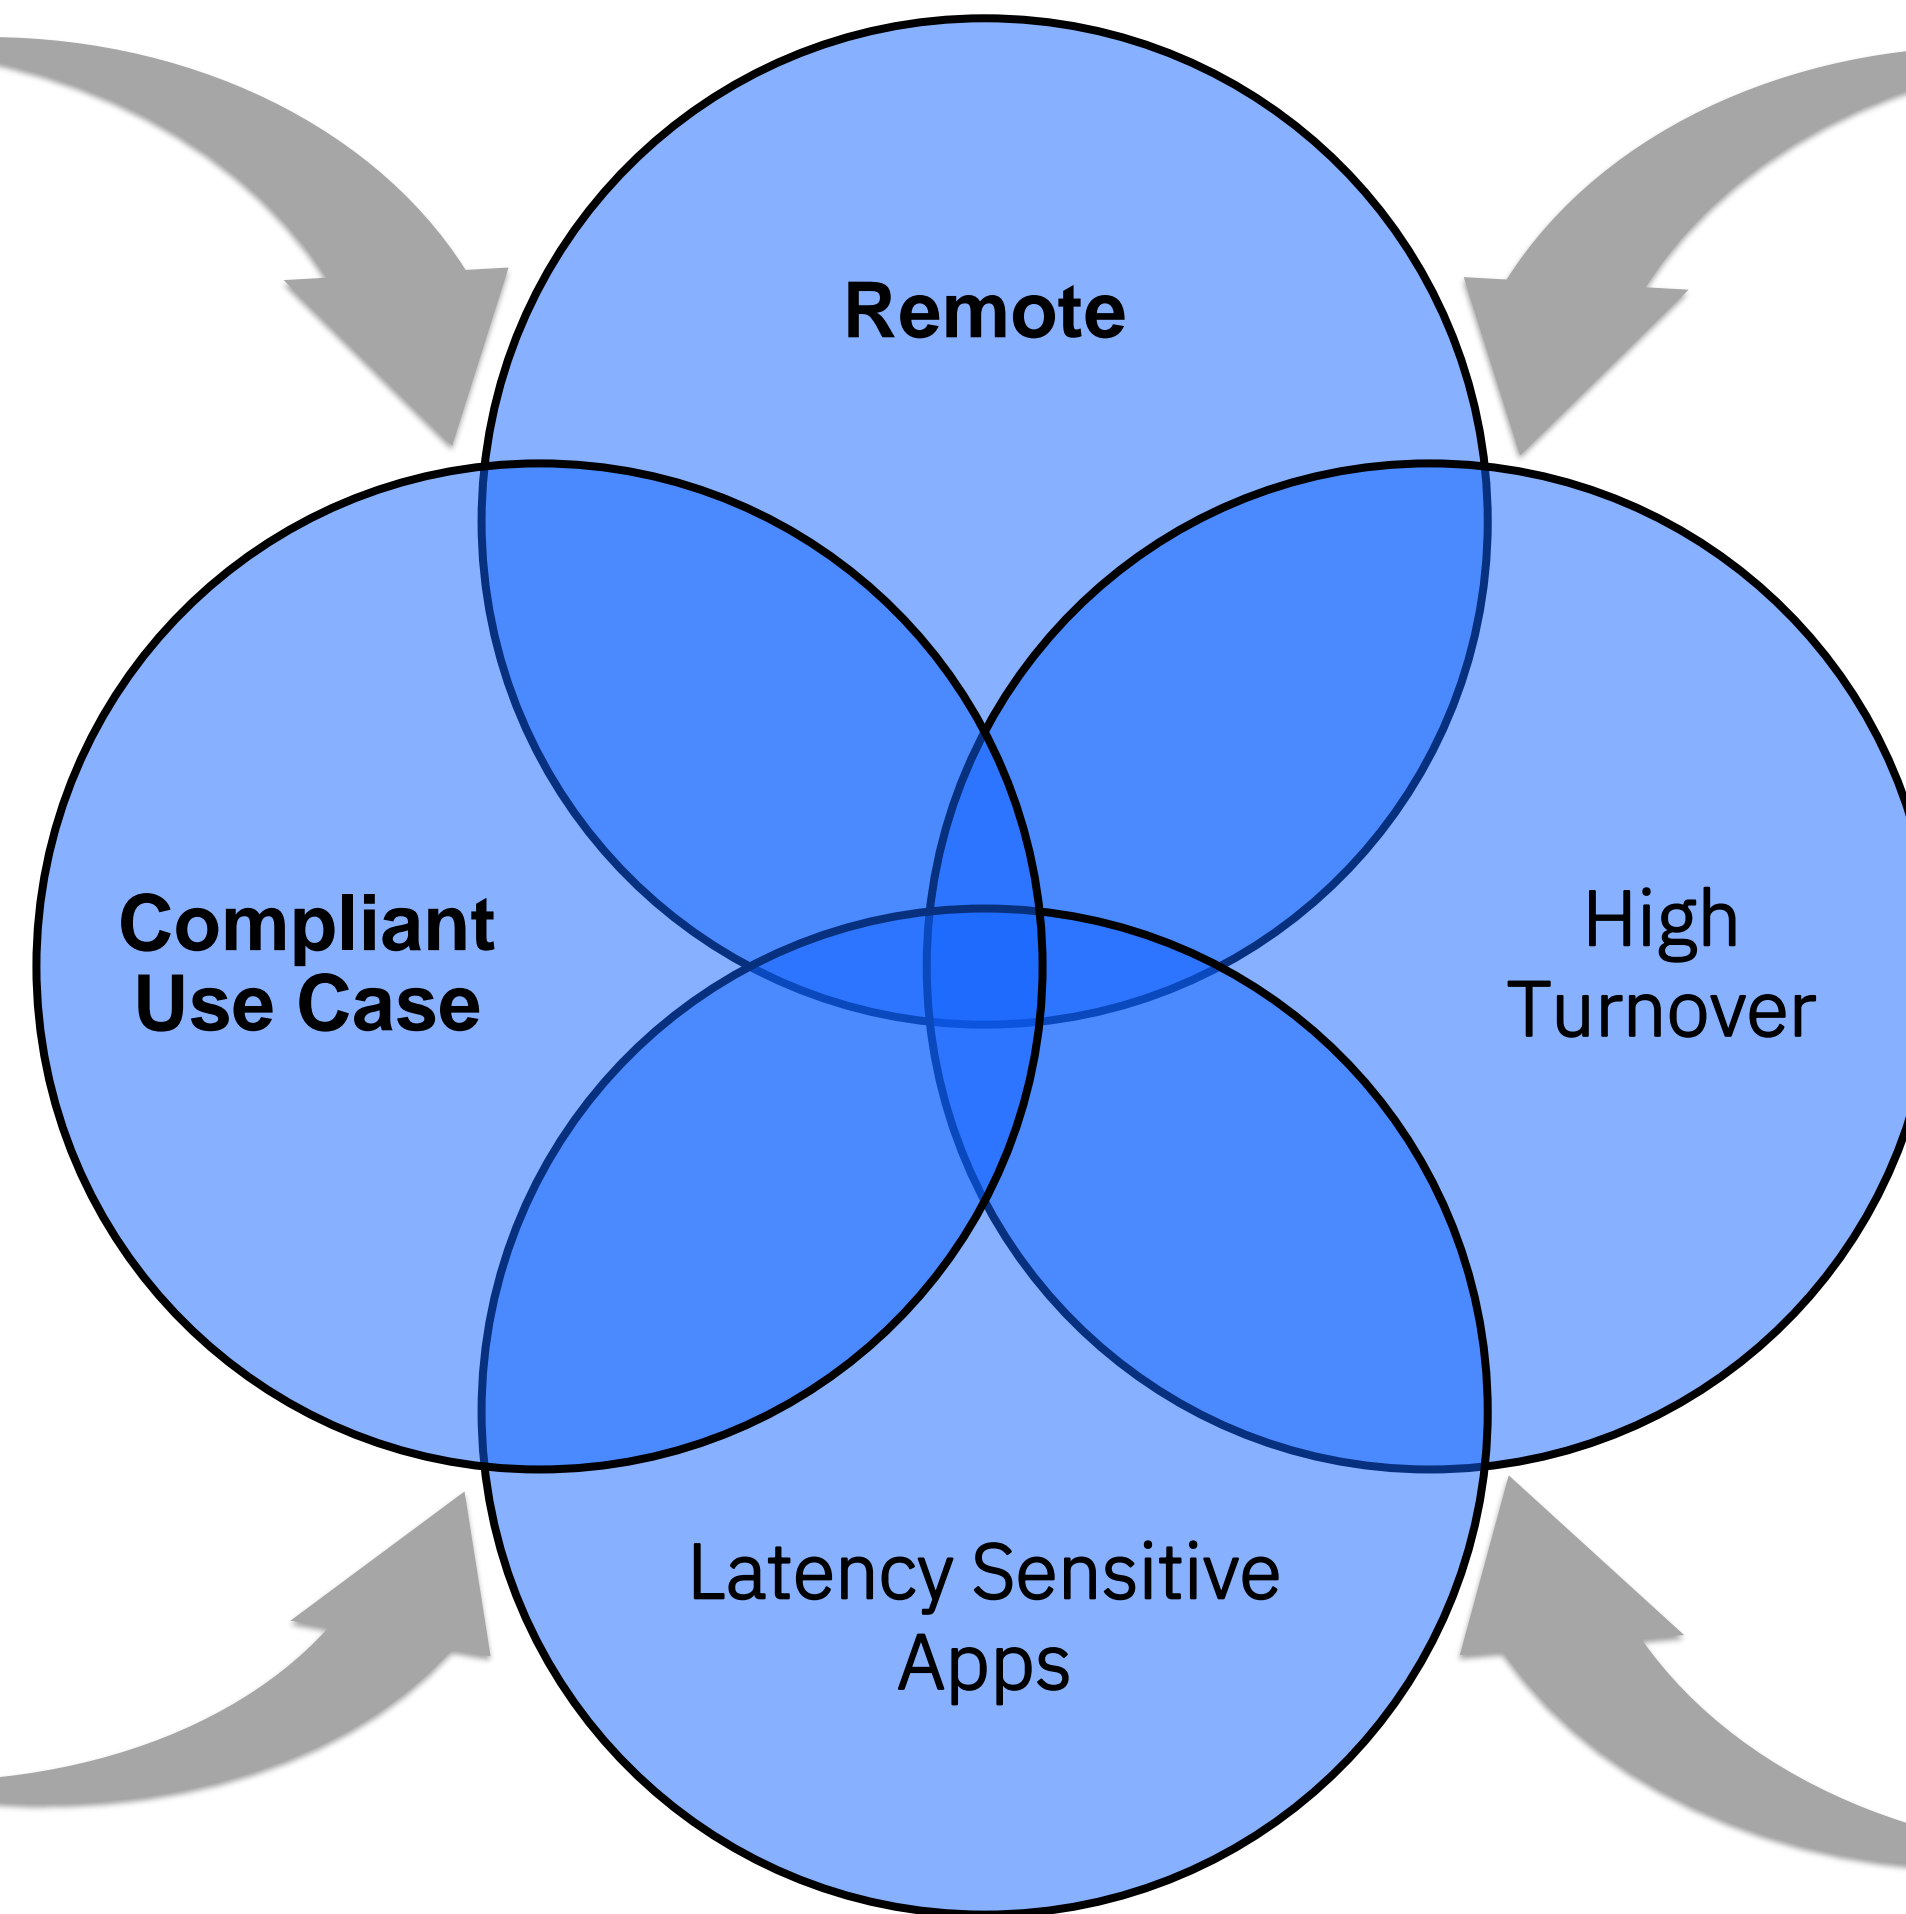 Remote
Compliant
Use Case
High
Turnover
Latency Sensitive
Apps